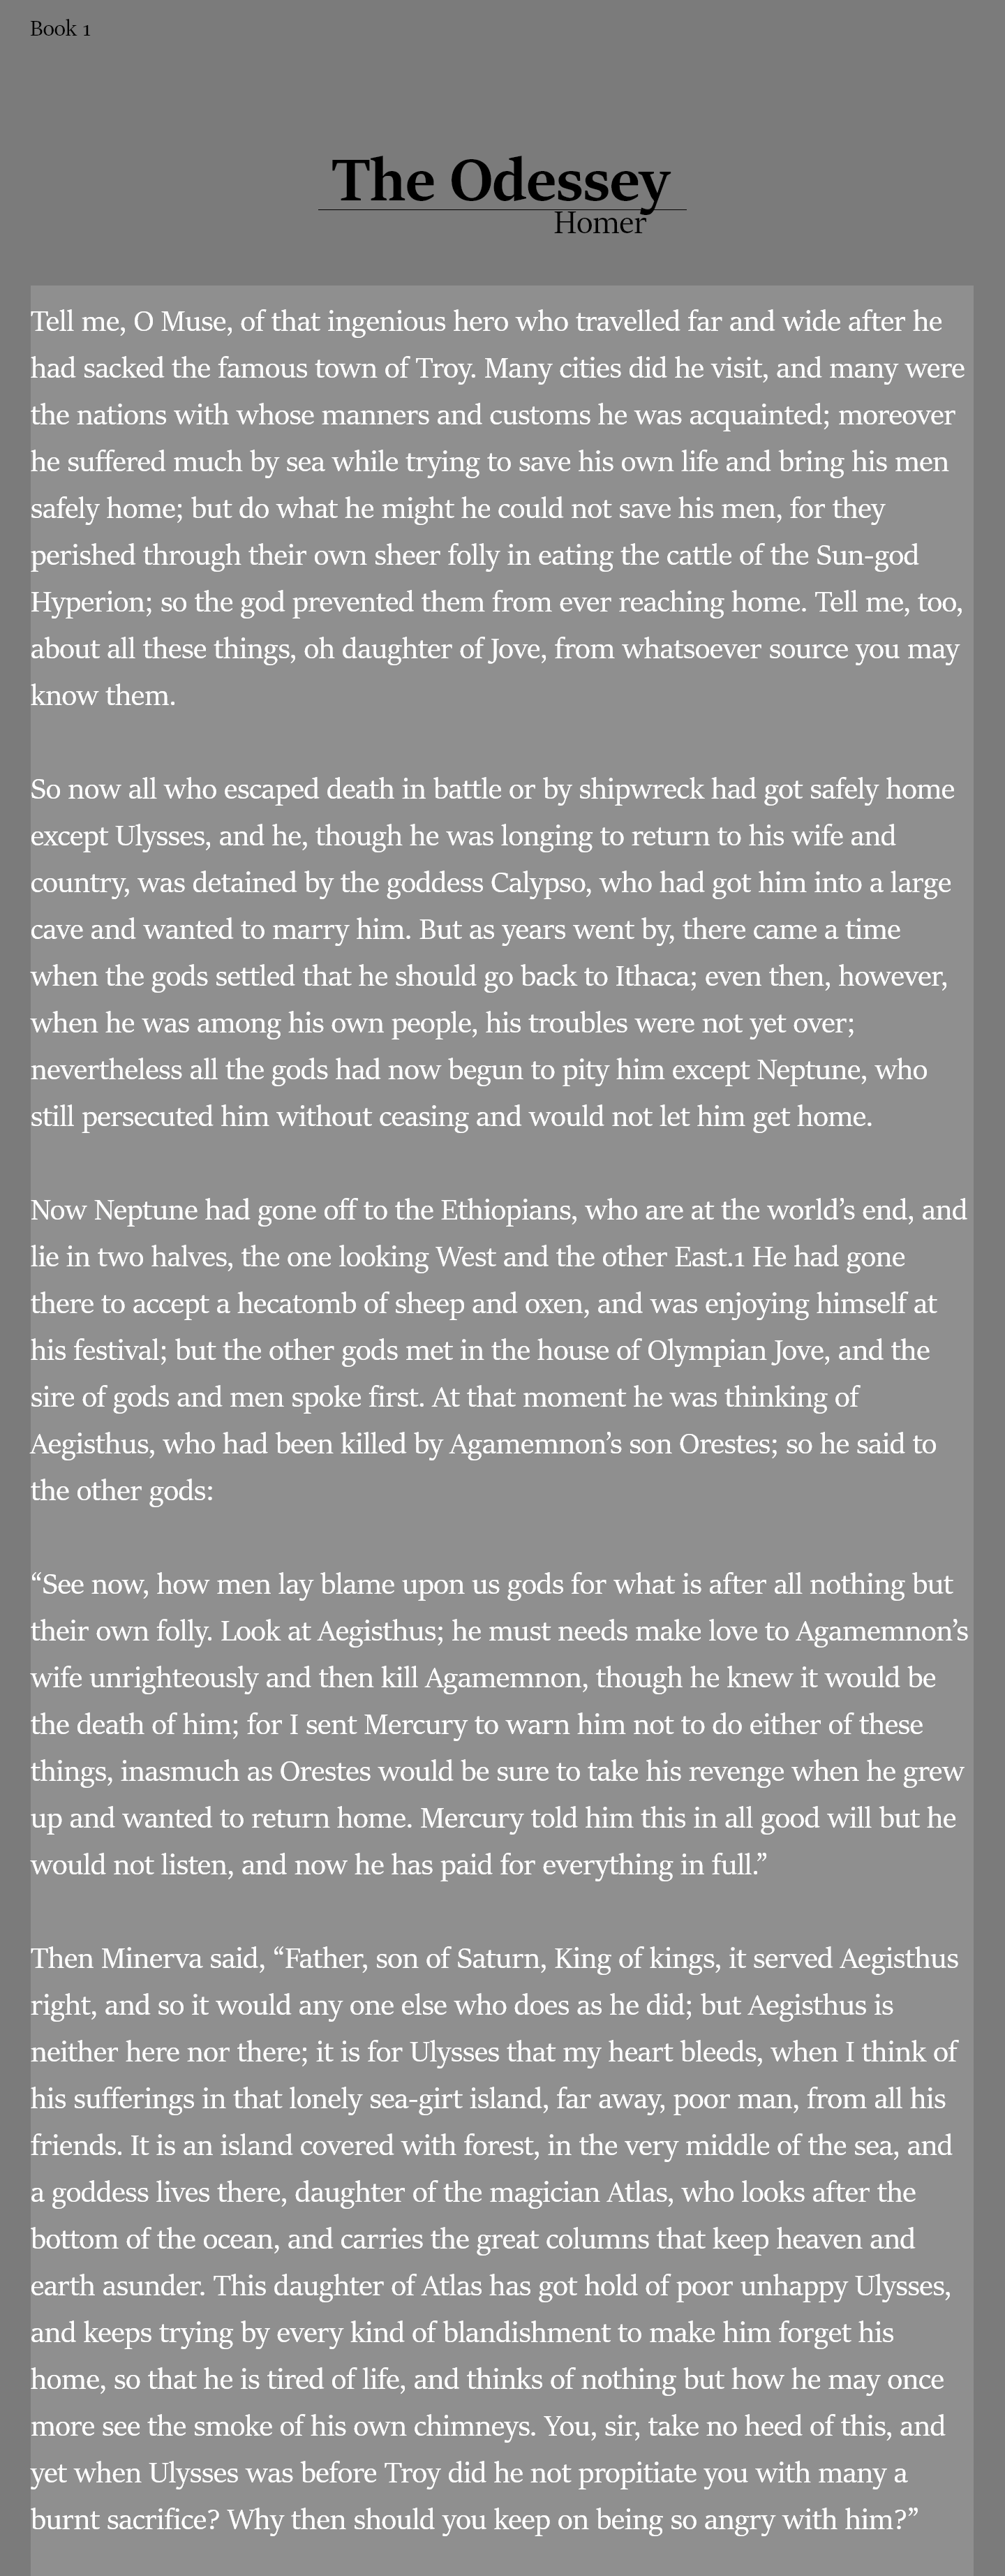 Book 1
The Odessey
Homer
Tell me, O Muse, of that ingenious hero who travelled far and wide after he
had sacked the famous town of Troy. Many cities did he visit, and many were
the nations with whose manners and customs he was acquainted; moreover
he suffered much by sea while trying to save his own life and bring his men
safely home; but do what he might he could not save his men, for they
perished through their own sheer folly in eating the cattle of the Sun-god
Hyperion; so the god prevented them from ever reaching home. Tell me, too,
about all these things, oh daughter of Jove, from whatsoever source you may
know them.
So now all who escaped death in battle or by shipwreck had got safely home
except Ulysses, and he, though he was longing to return to his wife and
country, was detained by the goddess Calypso, who had got him into a large
cave and wanted to marry him. But as years went by, there came a time
when the gods settled that he should go back to Ithaca; even then, however,
when he was among his own people, his troubles were not yet over;
nevertheless all the gods had now begun to pity him except Neptune, who
still persecuted him without ceasing and would not let him get home.
Now Neptune had gone off to the Ethiopians, who are at the world’s end, and
lie in two halves, the one looking West and the other East.1 He had gone
there to accept a hecatomb of sheep and oxen, and was enjoying himself at
his festival; but the other gods met in the house of Olympian Jove, and the
sire of gods and men spoke first. At that moment he was thinking of
Aegisthus, who had been killed by Agamemnon’s son Orestes; so he said to
the other gods:
“See now, how men lay blame upon us gods for what is after all nothing but
their own folly. Look at Aegisthus; he must needs make love to Agamemnon’s
wife unrighteously and then kill Agamemnon, though he knew it would be
the death of him; for I sent Mercury to warn him not to do either of these
things, inasmuch as Orestes would be sure to take his revenge when he grew
up and wanted to return home. Mercury told him this in all good will but he
would not listen, and now he has paid for everything in full.”
Then Minerva said, “Father, son of Saturn, King of kings, it served Aegisthus
right, and so it would any one else who does as he did; but Aegisthus is
neither here nor there; it is for Ulysses that my heart bleeds, when I think of
his sufferings in that lonely sea-girt island, far away, poor man, from all his
friends. It is an island covered with forest, in the very middle of the sea, and
a goddess lives there, daughter of the magician Atlas, who looks after the
bottom of the ocean, and carries the great columns that keep heaven and
earth asunder. This daughter of Atlas has got hold of poor unhappy Ulysses,
and keeps trying by every kind of blandishment to make him forget his
home, so that he is tired of life, and thinks of nothing but how he may once
more see the smoke of his own chimneys. You, sir, take no heed of this, and
yet when Ulysses was before Troy did he not propitiate you with many a
burnt sacrifice? Why then should you keep on being so angry with him?”